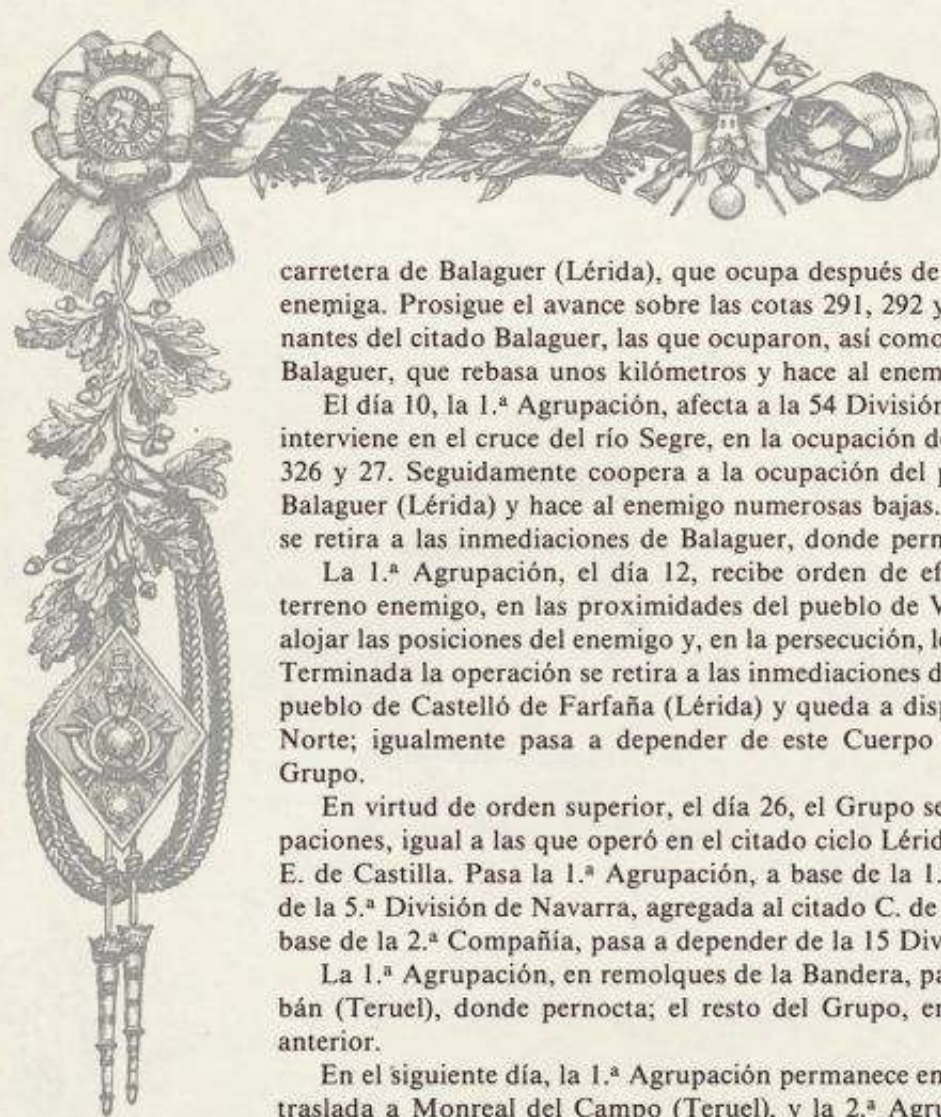 carretera de Balaguer (Lérida), que ocupa después de
enemiga. Prosigue el avance sobre las cotas 291, 292 y
nantes del citado Balaguer, las que ocuparon, así como
Balaguer, que rebasa unos kilómetros y hace al enem
El día 10, la 1.ª Agrupación, afecta a la 54 División
interviene en el cruce del río Segre, en la ocupación de
326 y 27. Seguidamente coopera a la ocupación del p
Balaguer (Lérida) y hace al enemigo numerosas bajas.
se retira a las inmediaciones de Balaguer, donde pern
La 1.ª Agrupación, el día 12, recibe orden de ef
terreno enemigo, en las proximidades del pueblo de V
alojar las posiciones del enemigo y, en la persecución, le
Terminada la operación se retira a las inmediaciones d
pueblo de Castelló de Farfaña (Lérida) y queda a disp
Norte; igualmente pasa a depender de este Cuerpo
Grupo.
En virtud de orden superior, el día 26, el Grupo se
paciones, igual a las que operó en el citado ciclo Lérid
E. de Castilla. Pasa la 1.ª Agrupación, a base de la 1.
de la 5.ª División de Navarra, agregada al citado C. de
base de la 2.ª Compañía, pasa a depender de la 15 Div
La 1.ª Agrupación, en remolques de la Bandera, pa
bán (Teruel), donde pernocta; el resto del Grupo, en
anterior.
En el siguiente día, la 1.ª Agrupación permanece en
traslada a Monreal del Campo (Teruel), y la 2.ª Agru